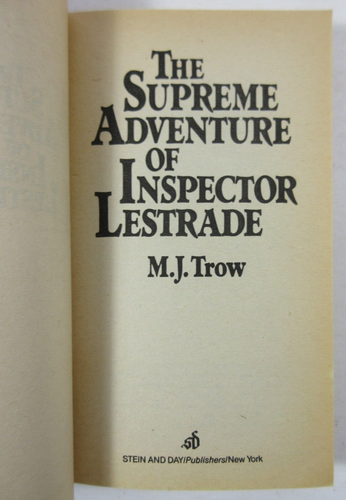 THE
SUPREME
ADVENTURE
OF
INSPECTOR
LESTRADE
M.J. Trow
sd
STEIN AND DAY/Publishers/New York